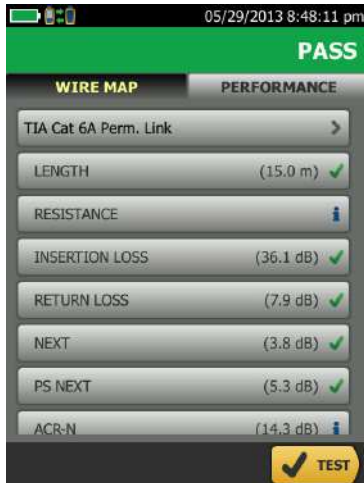 05/29/2013 8:48:11 pm
PASS
WIRE MAP PERFORMANCE
TIA Cat 6A Perm. Link
LENGTH (15.0 m)
RESISTANCE
INSERTION LOSS (36.1 dB)
RETURN LOSS (7.9 dB)
NEXT (3.8 dB)
PS NEXT (5.3 dB)
ACR-N (14.3 dB)
TEST